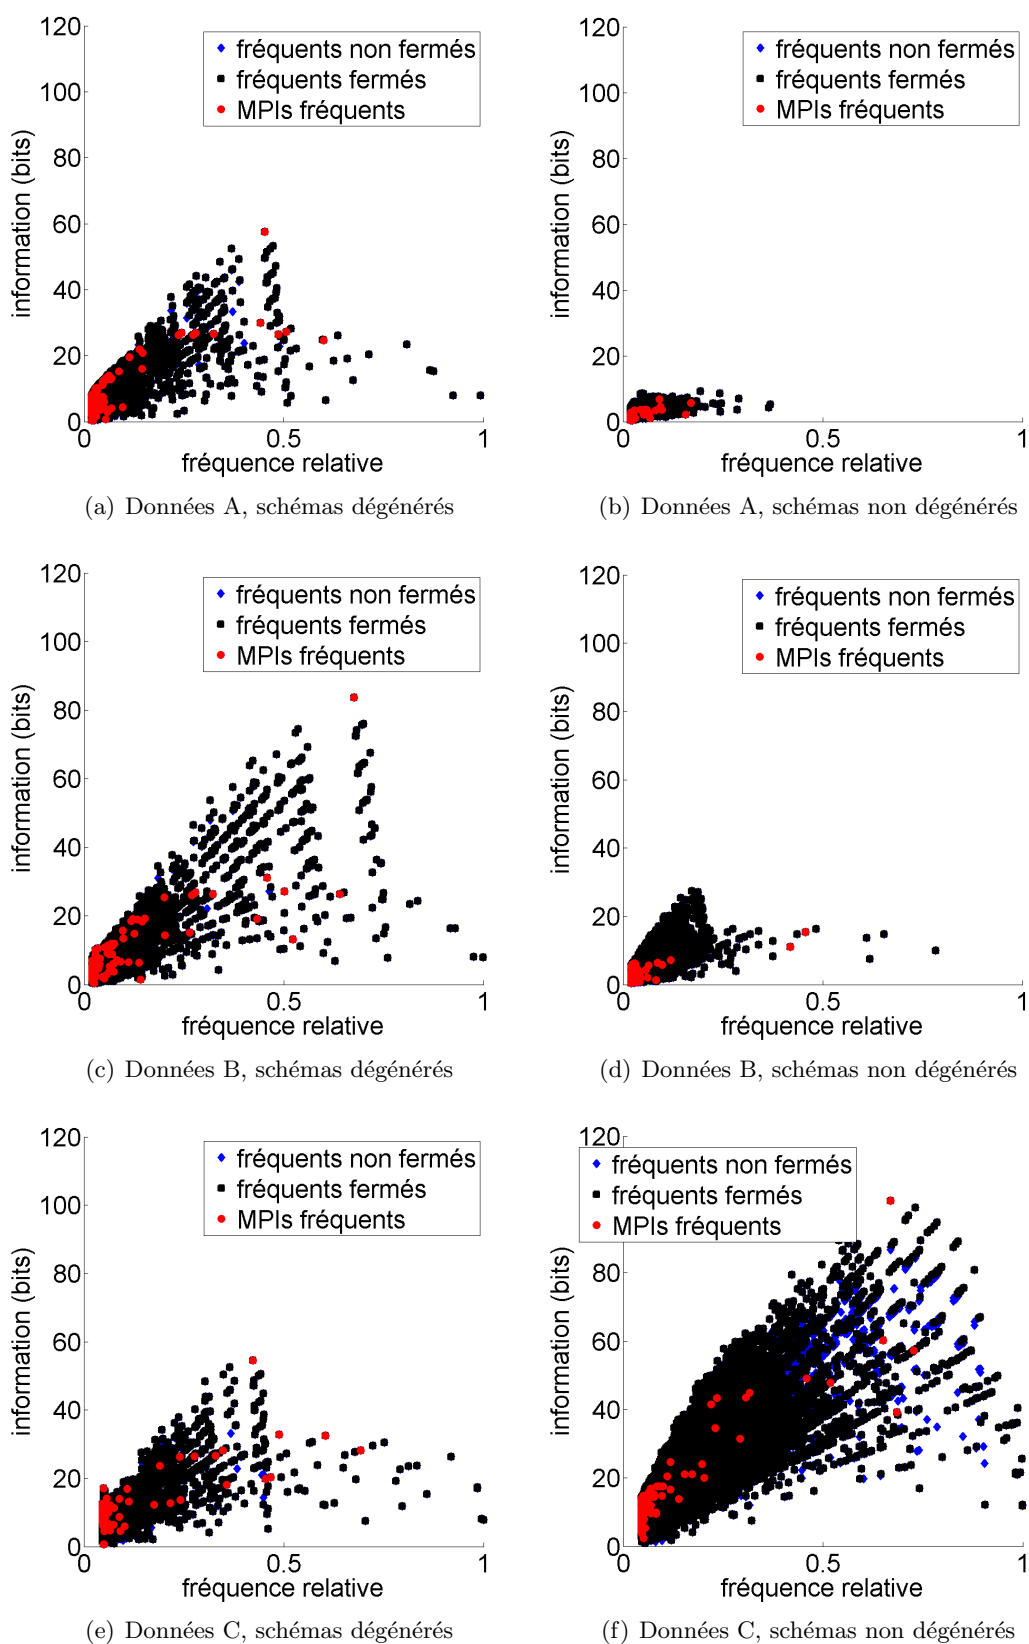 120
100
80
60
40
20
0
information (bits)
fréquents non fermés
fréquents fermés
MPIs fréquents
0 0.5 1
fréquence relative
(a) Données A, schémas dégénérés
120
100
80
60
40
20
0
information (bits)
fréquents non fermés
fréquents fermés
MPIs fréquents
0 0.5 1
fréquence relative
(b) Données A, schémas non dégénérés
120
100
80
60
40
20
0
information (bits)
fréquents non fermés
fréquents fermés
MPIs fréquents
0 0.5 1
fréquence relative
(c) Données B, schémas dégénérés
120
100
80
60
40
20
0
information (bits)
fréquents non fermés
fréquents fermés
MPIs fréquents
0 0.5 1
fréquence relative
(d) Données B, schémas non dégénérés
120
100
80
60
40
20
0
information (bits)
fréquents non fermés
fréquents fermés
MPIs fréquents
0 0.5 1
fréquence relative
(e) Données C, schémas dégénérés
120
80
60
40
20
0
information (bits)
fréquents non fermés
fréquents fermés
MPIs fréquents
0 0.5 1
fréquence relative
(f) Données C, schémas non dégénérés